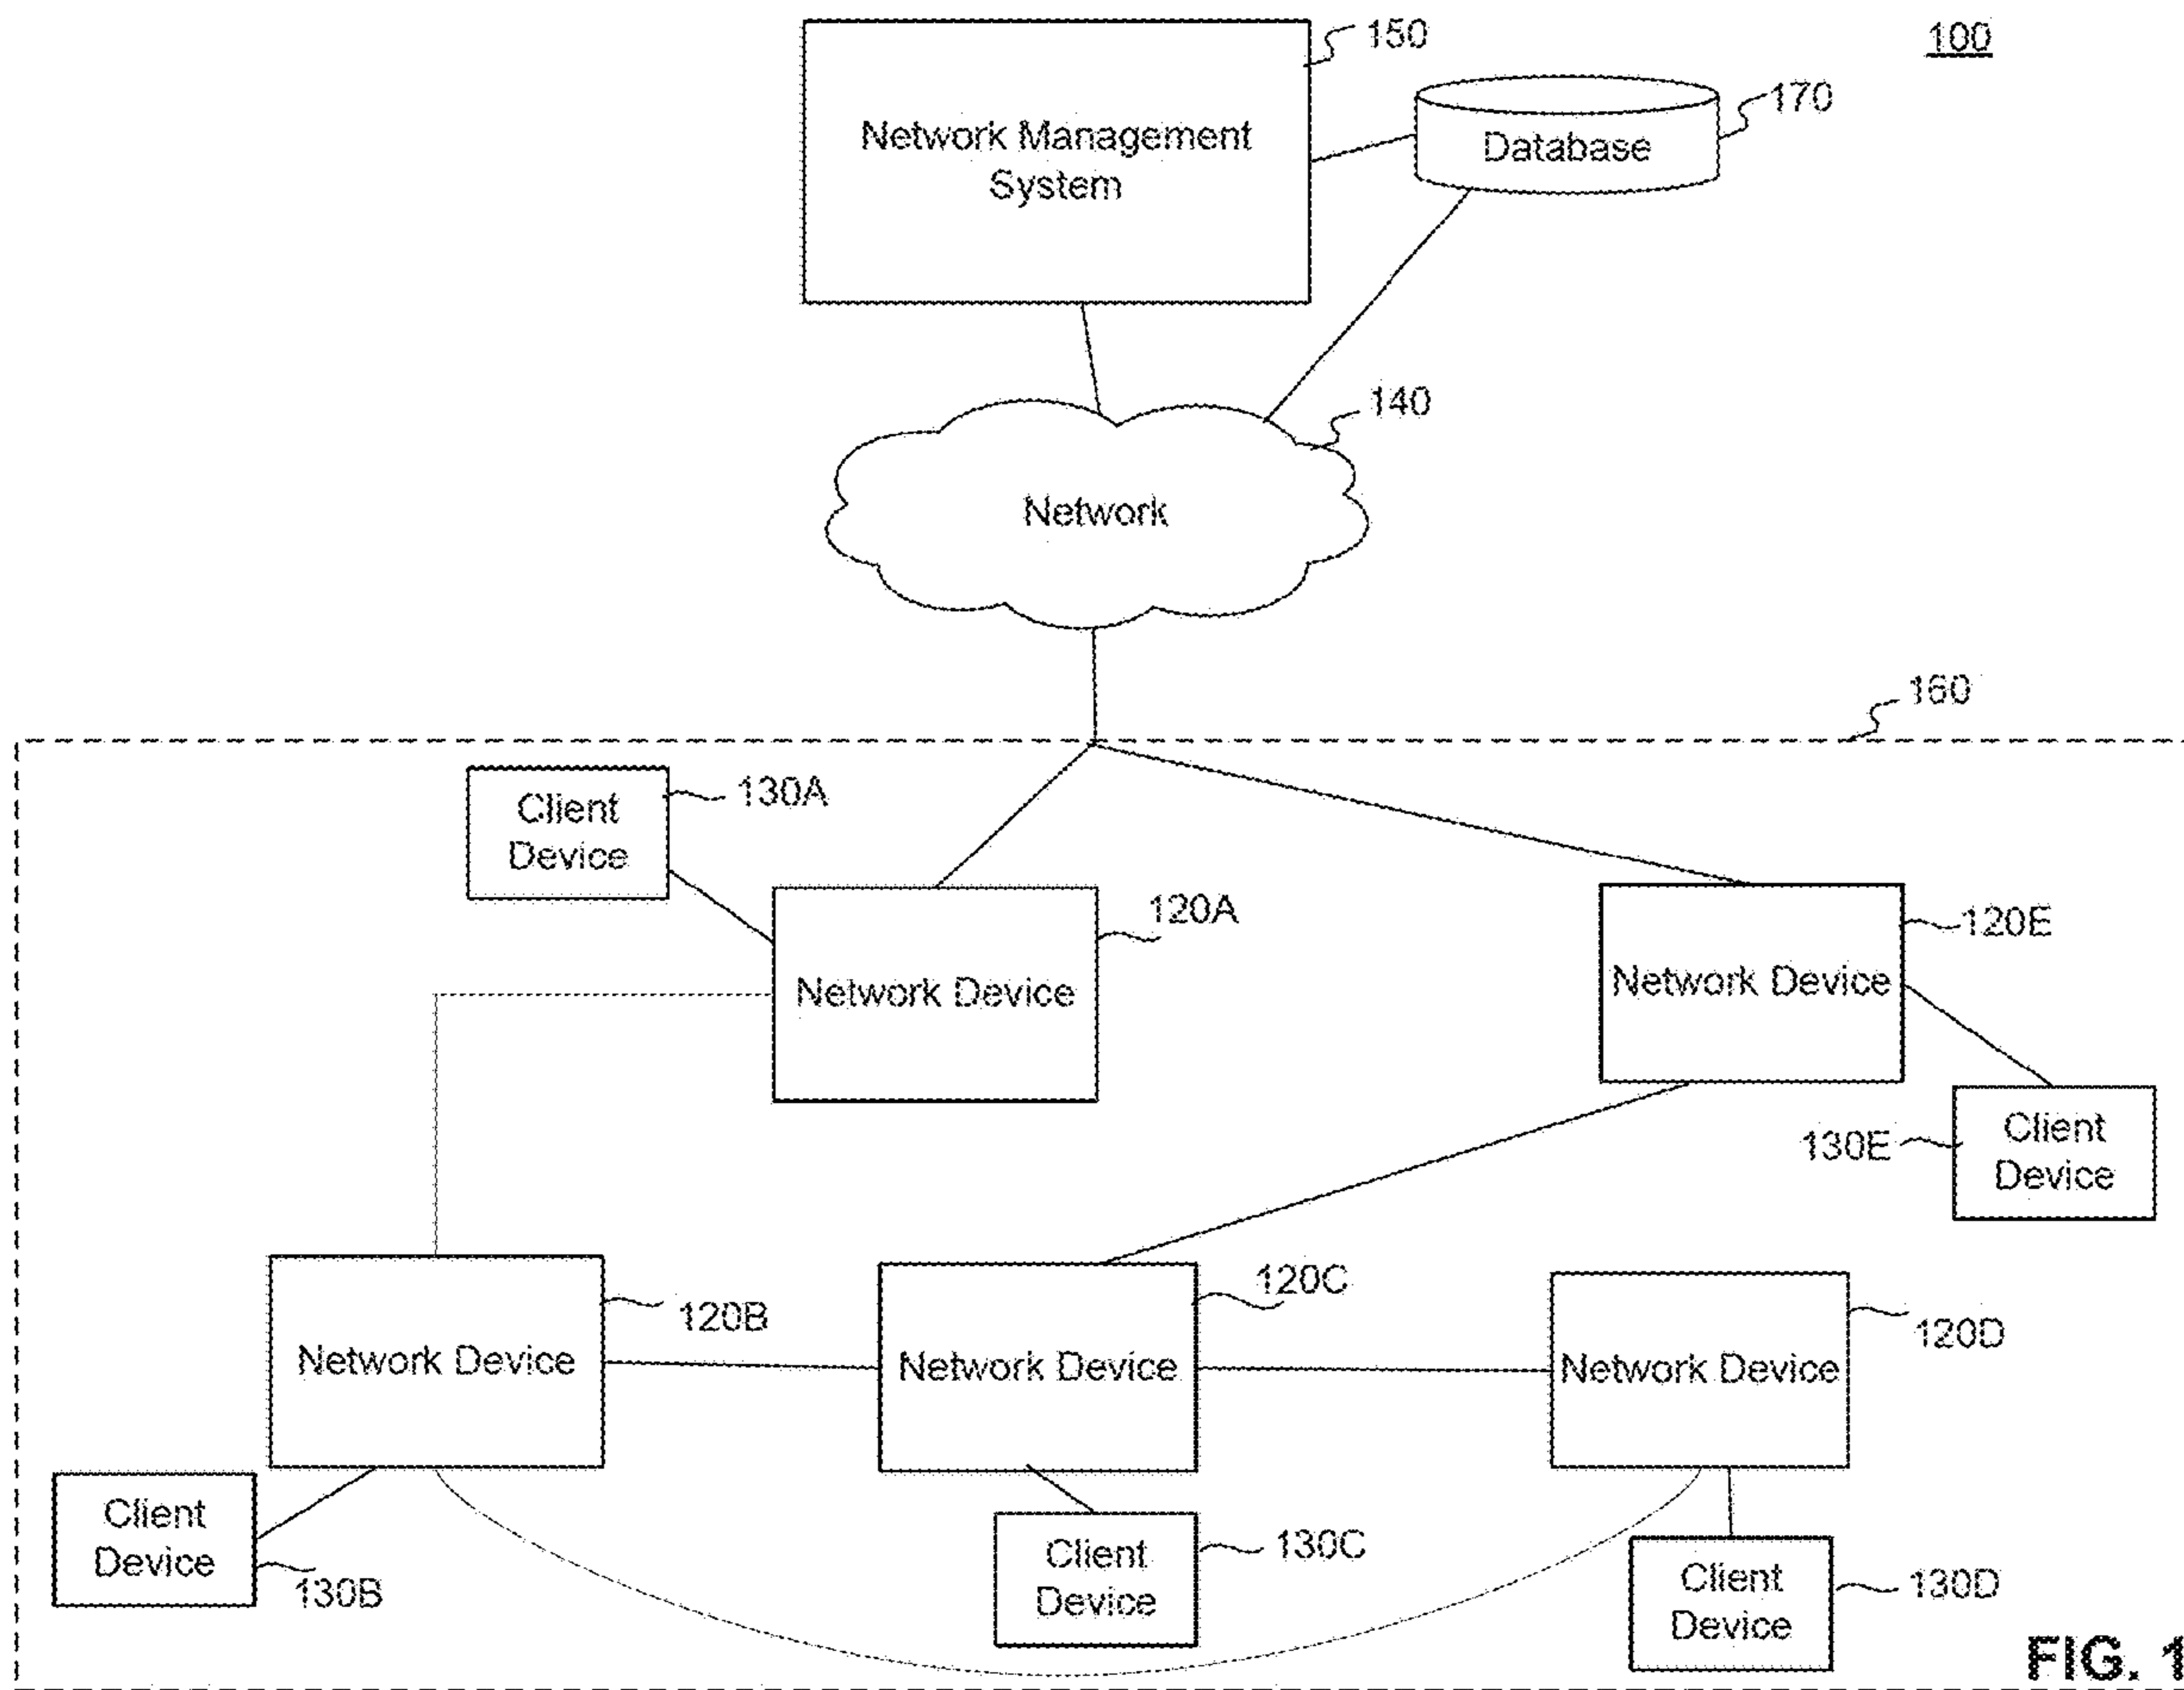 150
100
170
Network Management
System
Database
140
Network
160
130A
Client
Device
120A
120E
Network Device
Network Device
130E
Client
Device
120B
120C
120D
Network Device
Network Device
Network Device
Client
Device
130B
Client
Device
130C
Client
Device
130D
FIG. 1